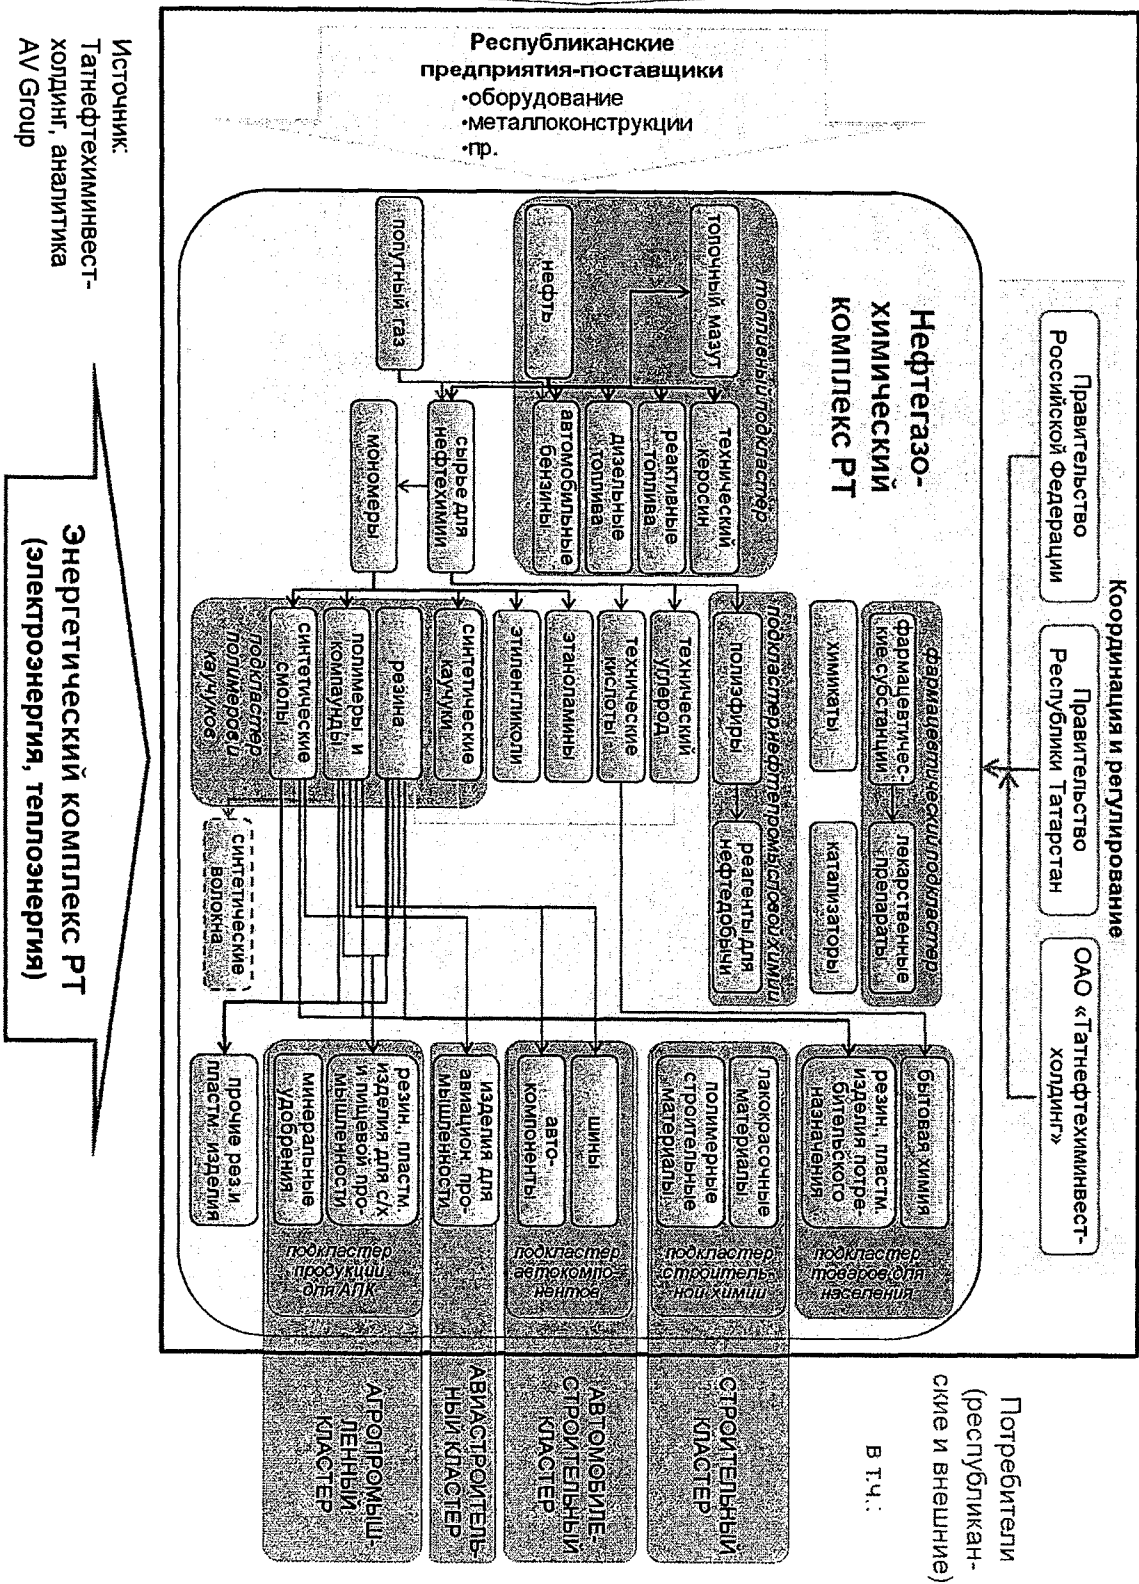 Координация и регулирование
Правительство
Российской Федерации
Правительство
Республики Татарстан
ОАО «Татнефтехиминвест-
холдинг»
Потребители
(республикан-
ские и внешние)
в т.ч.:
Республиканские
предприятия-поставщики
•оборудование
•металлоконструкции
•пр.
Нефтегазо-
химический
комплекс РТ
топливный подкластер
топочный мазут
нефть
попутный газ
технический
керосин
реактивные
топлива
дизельные
топлива
автомобильные
бензины
сырье для
нефтехимии
мономеры
фармацевтический подкластер
фармацевтичес-
кие субстанции
лекарственные
препараты
химикаты
катализаторы
подкластер нефтепромысловой химии
полиэфиры
реагенты для
нефтедобычи
технический
углерод
технические
кислоты
этаноламины
этиленгликоли
синтетические
каучуки
резина
полимеры и
компаунды
синтетические
смолы
подкластер
полимеров и
каучуков
синтетические
волокна
бытовая химия
резин., пластм.
изделия потре-
бительского
назначения
подкластер
товаров для
населения
лакокрасочные
материалы
полимерные
строительные
материалы
подкластер
строитель-
ной химии
СТРОИТЕЛЬНЫЙ
КЛАСТЕР
шины
авто-
компоненты
подкластер
автокомпо-
нентов
АВТОМОБИЛЕ-
СТРОИТЕЛЬНЫЙ
КЛАСТЕР
изделия для
авиацион. про-
мышленности
АВИАСТРОИТЕЛЬ-
НЫЙ КЛАСТЕР
резин., пластм.
изделия для с/х
и пищевой про-
мышленности
минеральные
удобрения
подкластер
продукции
для АПК
АГРОПРОМЫШ-
ЛЕННЫЙ
КЛАСТЕР
прочие рез.и
пластм. изделия
Энергетический комплекс РТ
(электроэнергия, теплоэнергия)
Источник:
Татнефтехиминвест-
холдинг, аналитика
AV Group